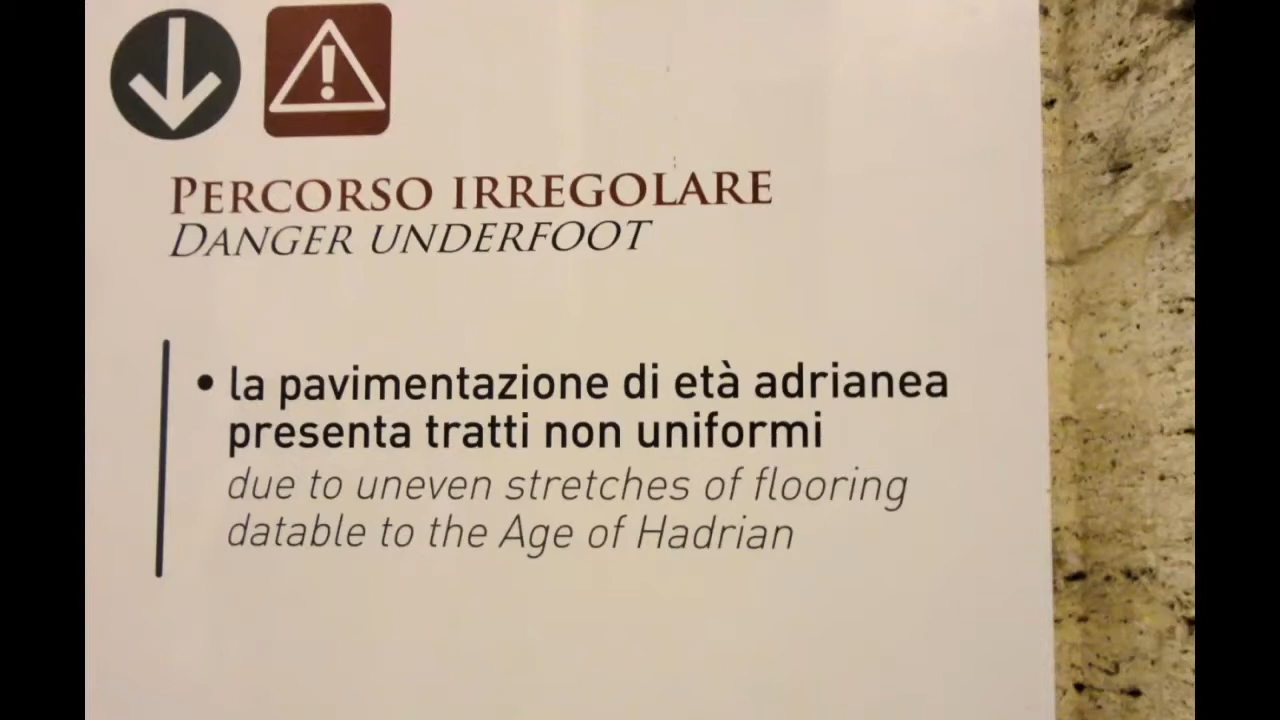 PERCORSO IRREGOLARE
DANGER UNDERFOOT
• la pavimentazione di età adrianea
presenta tratti non uniformi
due to uneven stretches of flooring
datable to the Age of Hadrian